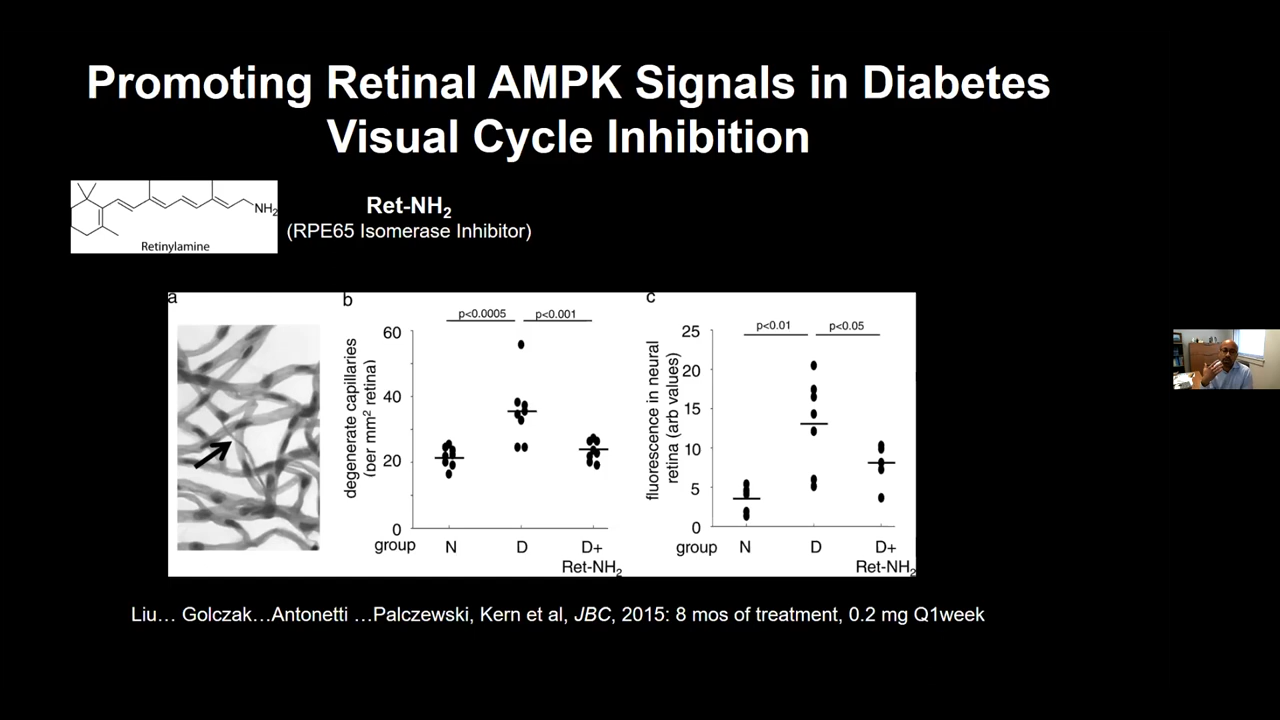 Promoting Retinal AMPK Signals in Diabetes
Visual Cycle Inhibition
NH2
Retinylamine
Ret-NH2
(RPE65 Isomerase Inhibitor)
a
b
p<0.0005 p<0.001
degenerate capillaries
(per mm2 retina)
60
40
20
0
group N D D+
Ret-NH2
c
p<0.01 p<0.05
fluorescence in neural
retina (arb values)
25
20
15
10
5
0
group N D D+
Ret-NH2
Liu… Golczak…Antonetti …Palczewski, Kern et al, JBC, 2015: 8 mos of treatment, 0.2 mg Q1week